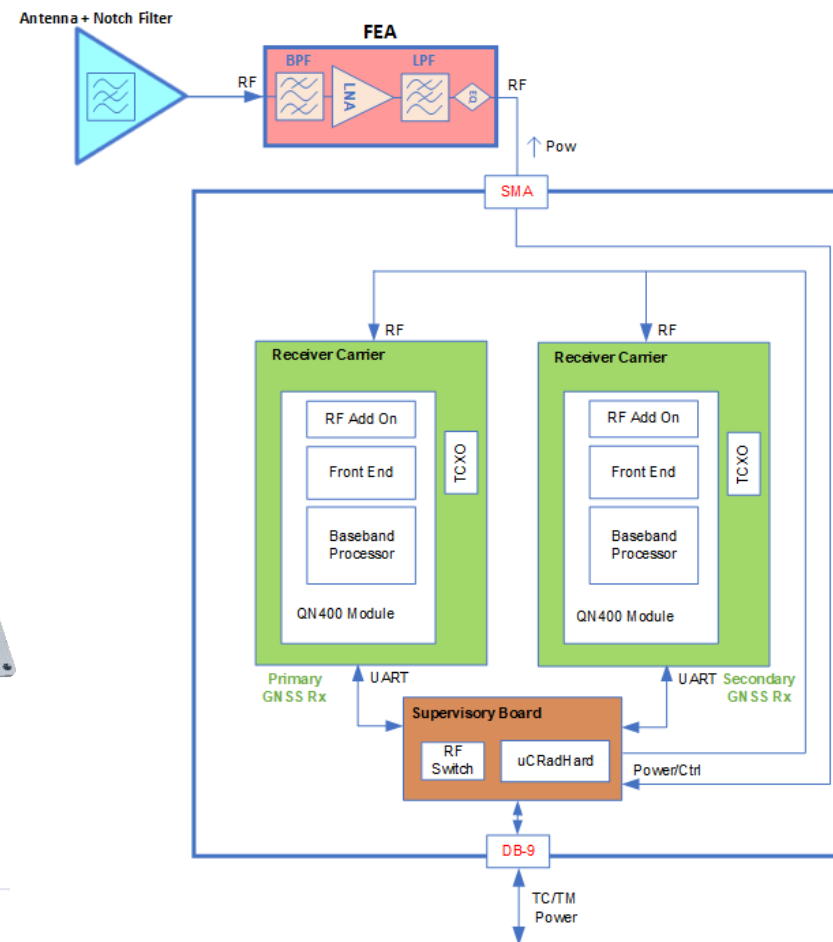 Antenna + Notch Filter
FEA
BPF
LPF
RF
LNA
EQ
RF
Pow
SMA
RF
RF
Receiver Carrier
Receiver Carrier
RF Add On
Front End
Baseband
Processor
QN400 Module
TCXO
RF Add On
Front End
Baseband
Processor
QN400 Module
TCXO
Primary
GNSS Rx
UART
UART
Secondary
GNSS Rx
Supervisory Board
RF
Switch
uCRadHard
Power/Ctrl
DB-9
TC/TM
Power